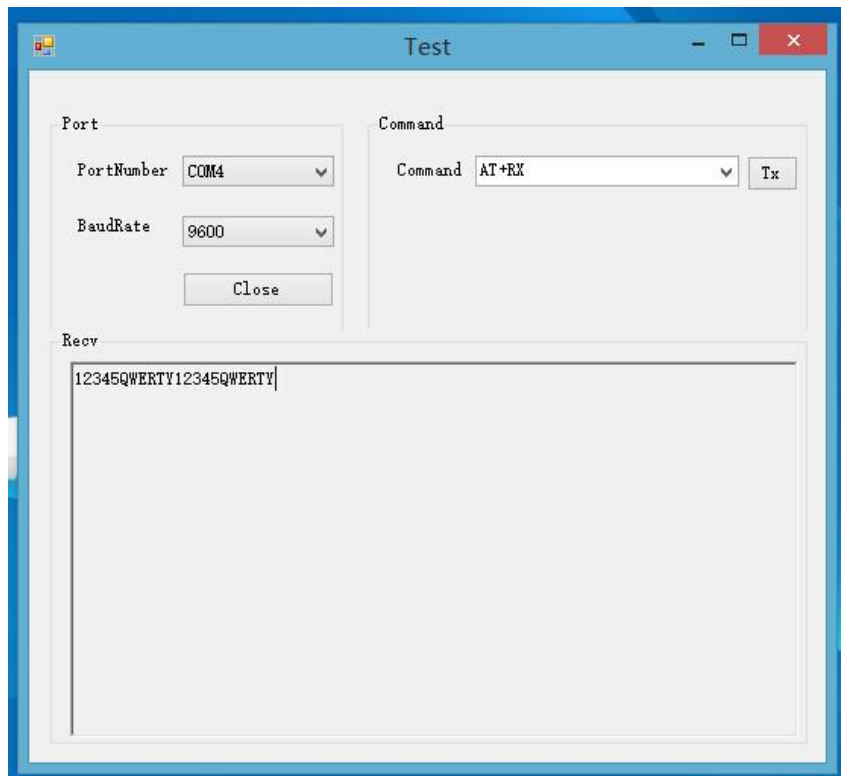 Test
Port
PortNumber COM4
BaudRate 9600
Close
Command
Command AT+RX Tx
Recv
12345QWERTY12345QWERTY